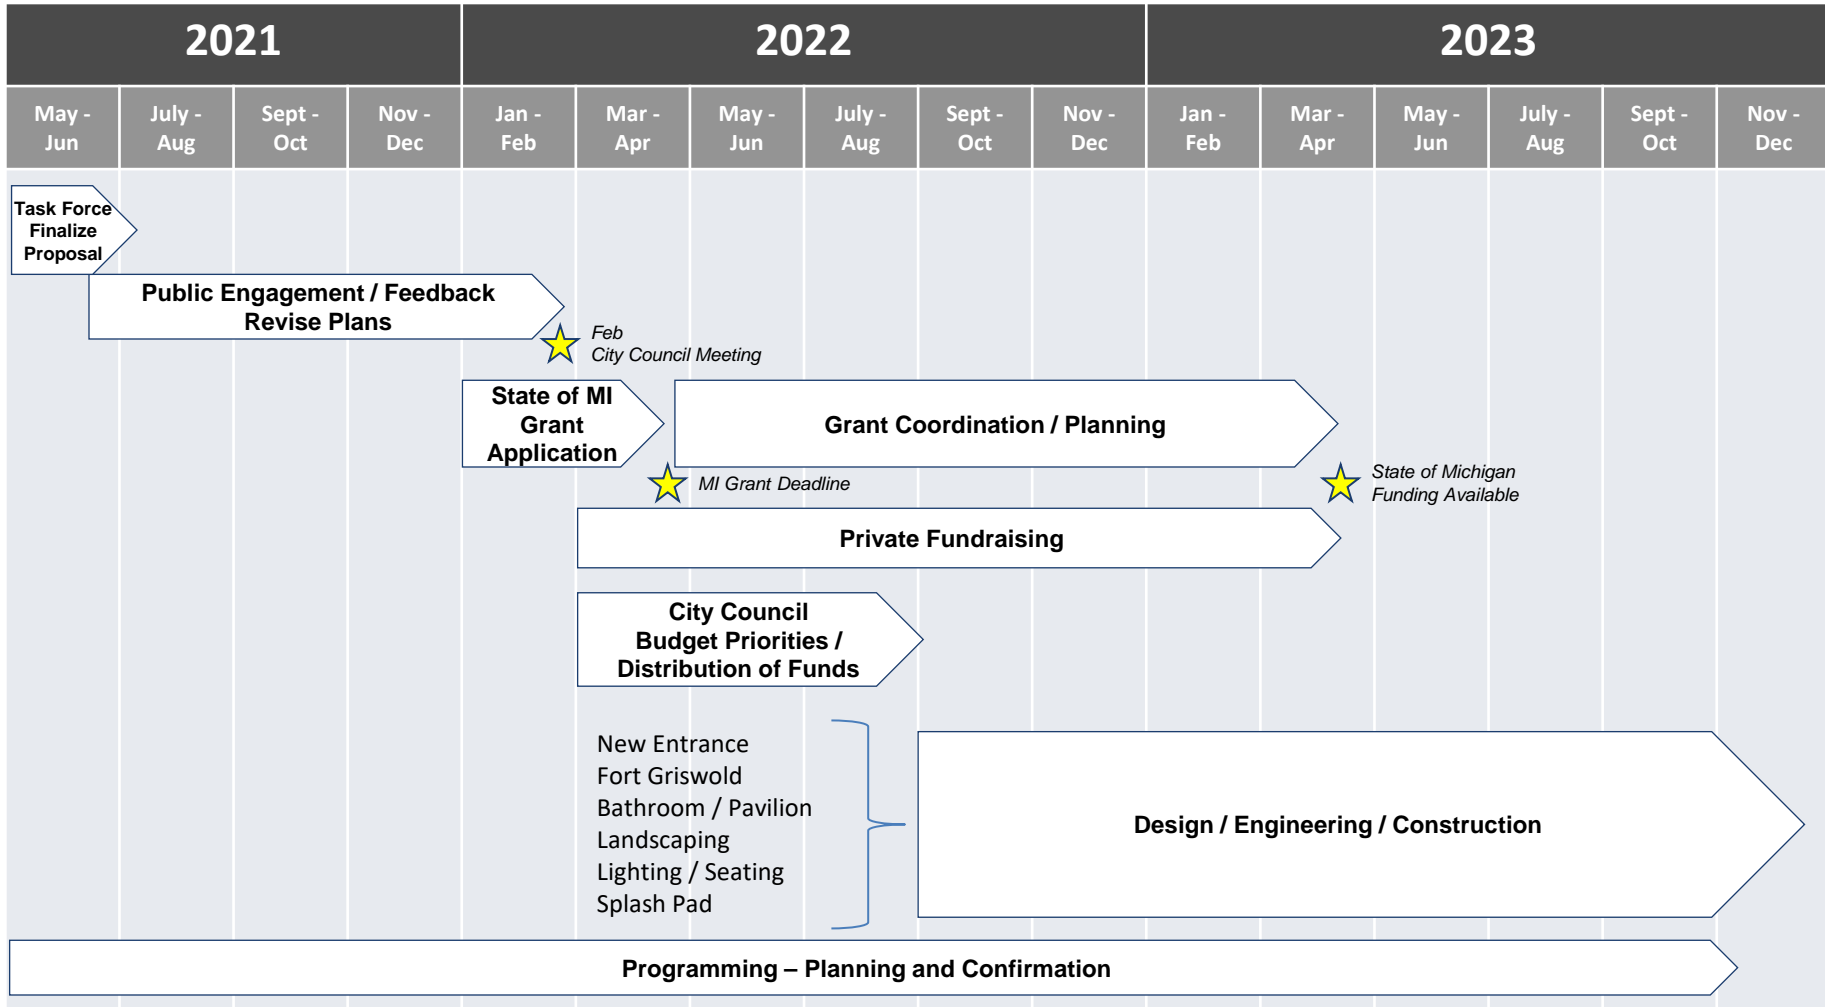 2021
2022
2023
May -
Jun
July -
Aug
Sept -
Oct
Nov -
Dec
Jan -
Feb
Mar -
Apr
May -
Jun
July -
Aug
Sept -
Oct
Nov -
Dec
Jan -
Feb
Mar -
Apr
May -
Jun
July -
Aug
Sept -
Oct
Nov -
Dec
Task Force
Finalize
Proposal
Public Engagement / Feedback
Revise Plans
Feb
City Council Meeting
State of MI
Grant
Application
Grant Coordination / Planning
MI Grant Deadline
State of Michigan
Funding Available
Private Fundraising
City Council
Budget Priorities /
Distribution of Funds
New Entrance
Fort Griswold
Bathroom / Pavilion
Landscaping
Lighting / Seating
Splash Pad
Design / Engineering / Construction
Programming – Planning and Confirmation